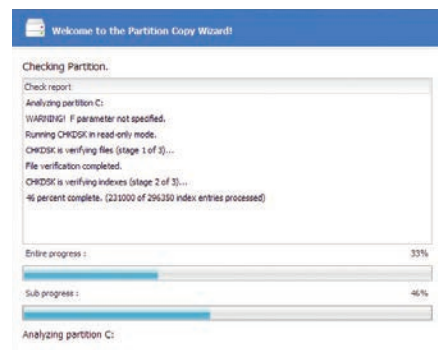 Welcome to the Partition Copy Wizard!
Checking Partition.
Check report
Analyzing partition C:
WARNING! F parameter not specified.
Running CHKDSK in read-only mode.
CHKDSK is verifying files (stage 1 of 3)...
File verification completed.
CHKDSK is verifying indexes (stage 2 of 3)...
46 percent complete. (231000 of 296350 index entries processed)
Entire progress : 33%
Sub progress : 46%
Analyzing partition C: